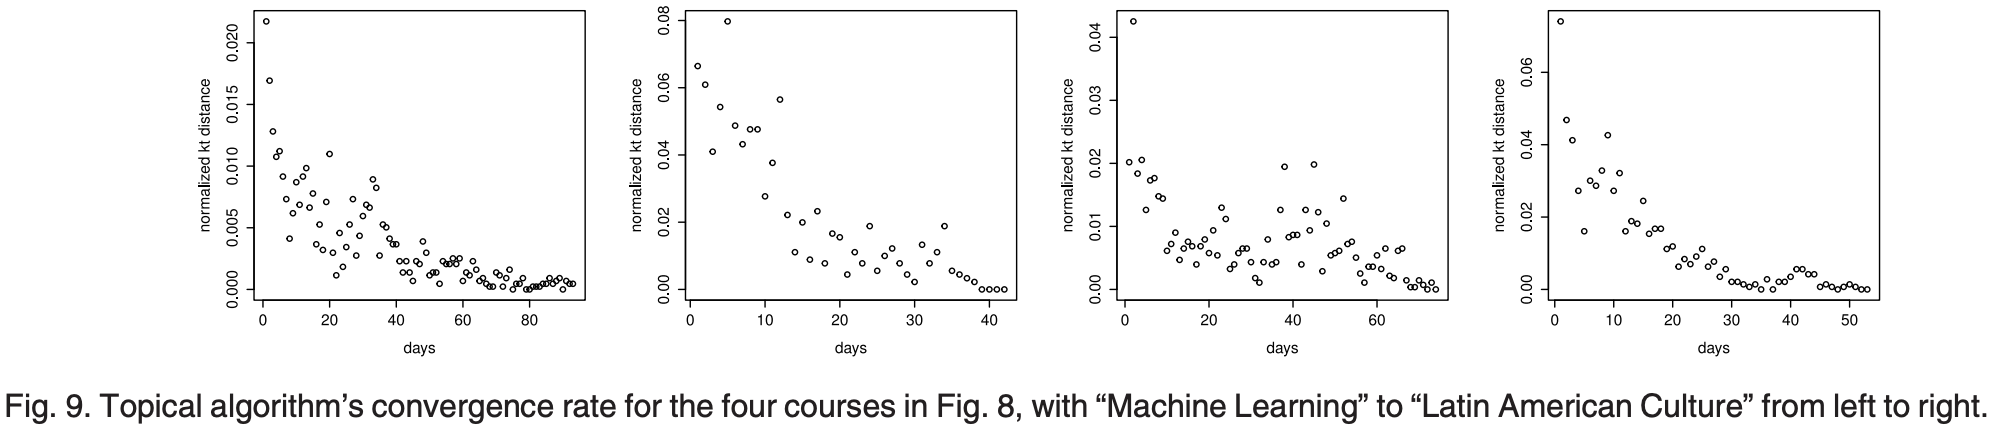 0.000 0.005 0.010 0.015 0.020
normalized kt distance
0 20 40 60 80
days
0.00 0.02 0.04 0.06 0.08
normalized kt distance
0 10 20 30 40
days
0.00 0.01 0.02 0.03 0.04
normalized kt distance
0 20 40 60
days
0.00 0.02 0.04 0.06
normalized kt distance
0 10 20 30 40 50
days
Fig. 9. Topical algorithm’s convergence rate for the four courses in Fig. 8, with “Machine Learning” to “Latin American Culture” from left to right.